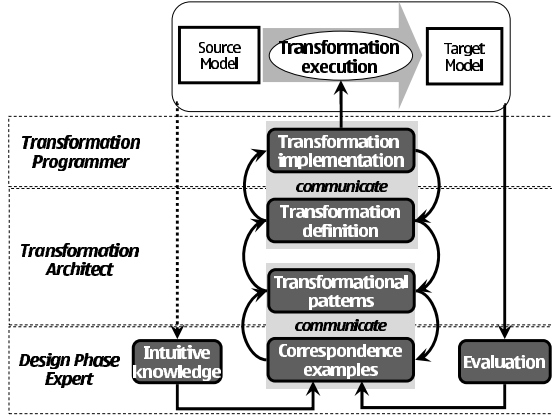 Source
Model
Transformation
execution
Target
Model
Transformation
Programmer
Transformation
implementation
communicate
Transformation
definition
Transformation
Architect
Transformational
patterns
communicate
Design Phase
Expert
Intuitive
knowledge
Correspondence
examples
Evaluation